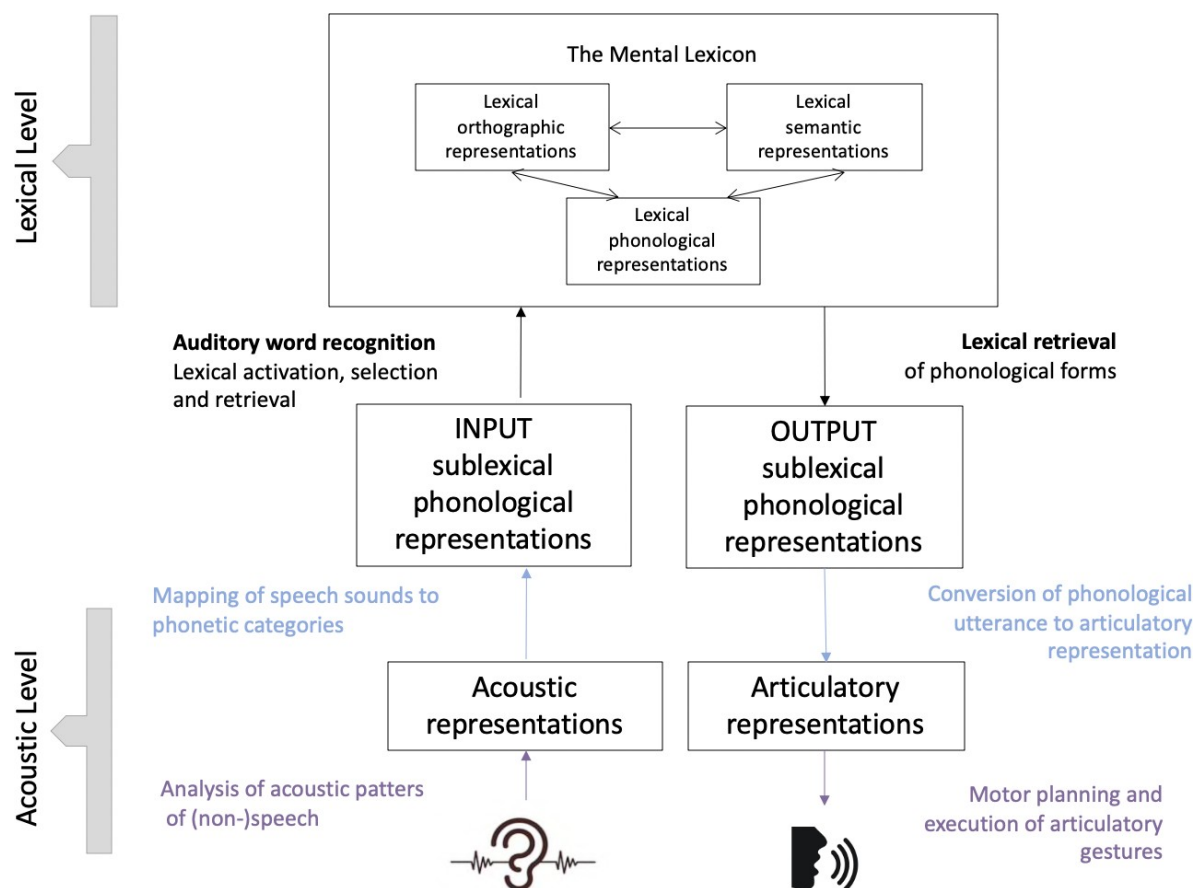 Lexical Level
The Mental Lexicon
Lexical
orthographic
representations
Lexical
semantic
representations
Lexical
phonological
representations
Auditory word recognition
Lexical activation, selection
and retrieval
Lexical retrieval
of phonological forms
INPUT
sublexical
phonological
representations
OUTPUT
sublexical
phonological
representations
Mapping of speech sounds to
phonetic categories
Conversion of phonological
utterance to articulatory
representation
Acoustic Level
Acoustic
representations
Articulatory
representations
Analysis of acoustic patters
of (non-)speech
Motor planning and
execution of articulatory
gestures